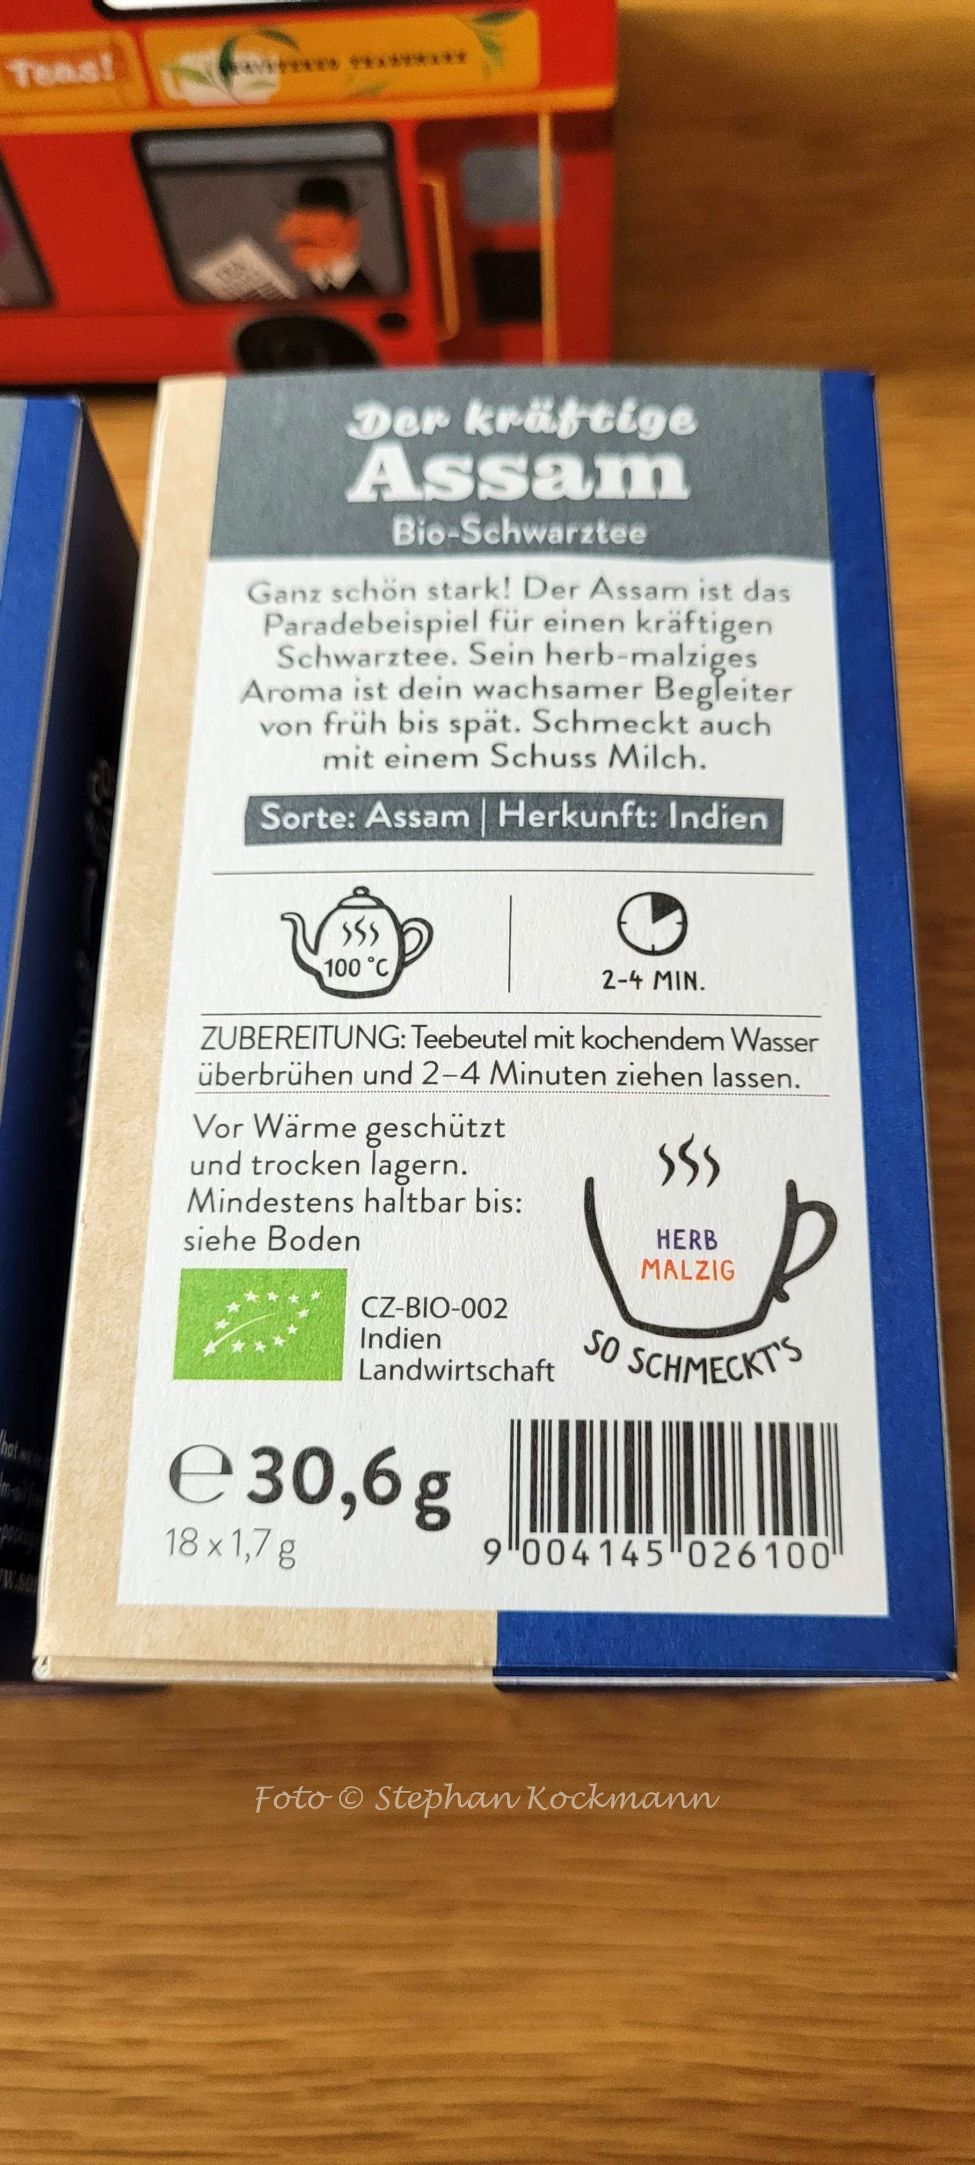 Teas!
REGISTERED TRADEMARK
Der kräftige
Assam
Bio-Schwarztee
Ganz schön stark! Der Assam ist das
Paradebeispiel für einen kräftigen
Schwarztee. Sein herb-malziges
Aroma ist dein wachsamer Begleiter
von früh bis spät. Schmeckt auch
mit einem Schuss Milch.
Sorte: Assam | Herkunft: Indien
100 °C
2-4 MIN.
ZUBEREITUNG: Teebeutel mit kochendem Wasser
überbrühen und 2–4 Minuten ziehen lassen.
Vor Wärme geschützt
und trocken lagern.
Mindestens haltbar bis:
siehe Boden
HERB
MALZIG
SO SCHMECKT'S
CZ-BIO-002
Indien
Landwirtschaft
℮ 30,6 g
18 x 1,7 g
9 004145 026100
Foto © Stephan Kockmann